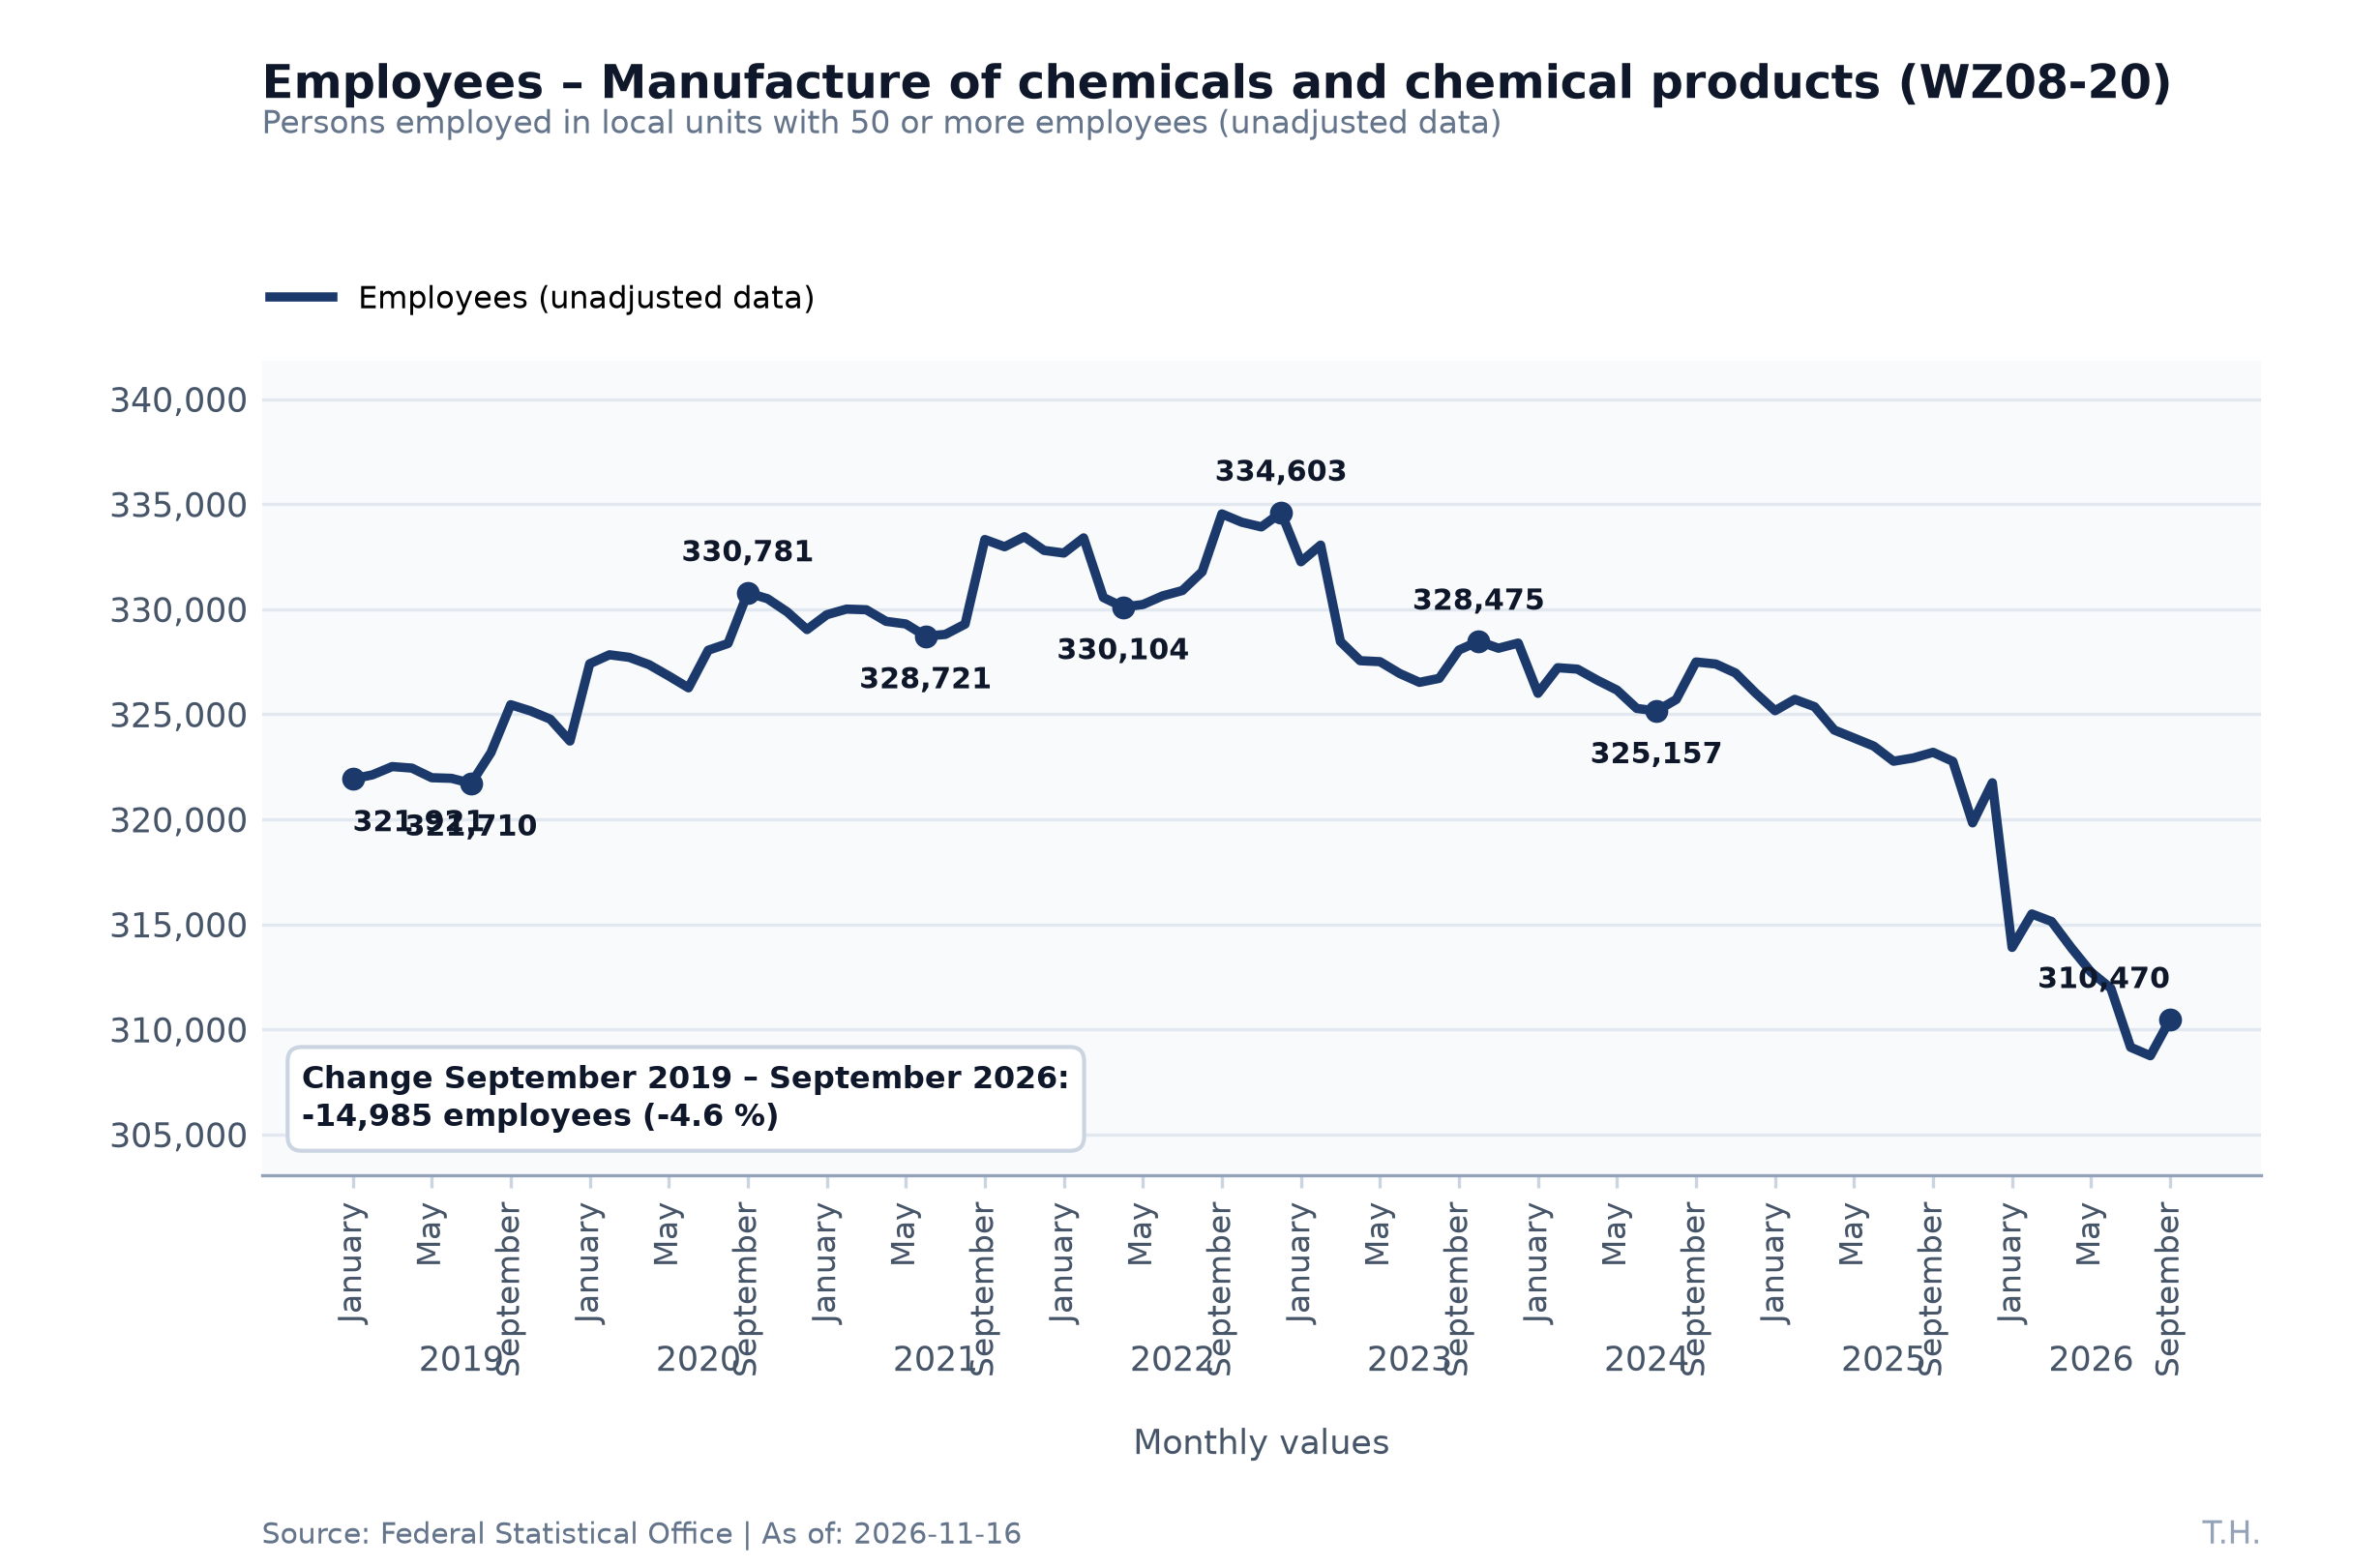 Employees – Manufacture of chemicals and chemical products (WZ08-20)
Persons employed in local units with 50 or more employees (unadjusted data)
Employees (unadjusted data)
340,000
335,000
330,000
325,000
320,000
315,000
310,000
305,000
321,921
321,710
330,781
328,721
330,104
334,603
328,475
325,157
310,470
Change September 2019 – September 2026:
-14,985 employees (-4.6 %)
January
May
September
January
May
September
January
May
September
January
May
September
January
May
September
January
May
September
January
May
September
January
May
September
2019
2020
2021
2022
2023
2024
2025
2026
Monthly values
Source: Federal Statistical Office | As of: 2026-11-16
T.H.